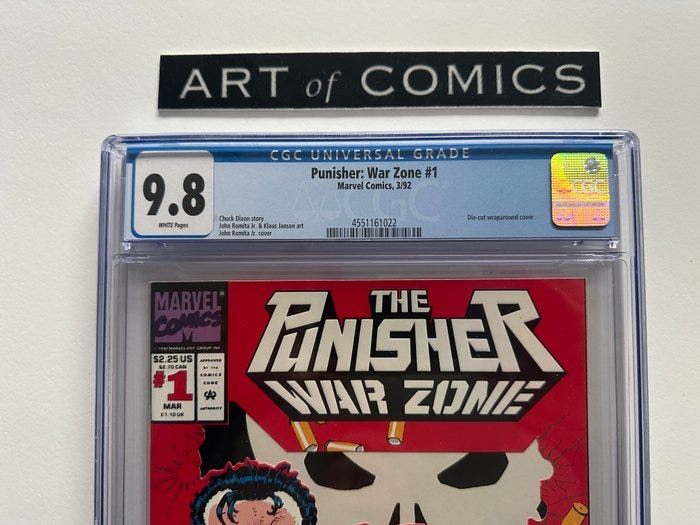 ART of COMICS
CGC UNIVERSAL GRADE
9.8
WHITE Pages
Punisher: War Zone #1
Marvel Comics, 3/92
Chuck Dixon story
John Romita Jr. & Klaus Janson art
John Romita Jr. cover
4551161022
Die-cut wraparound cover.
CGC
CGC
MARVEL®
COMICS
M
$2.25 US
$2.70 CAN
#1
MAR
£1.10 UK
APPROVED
BY THE
COMICS
CODE
AUTHORITY
THE
PUNISHER
WAR ZONE